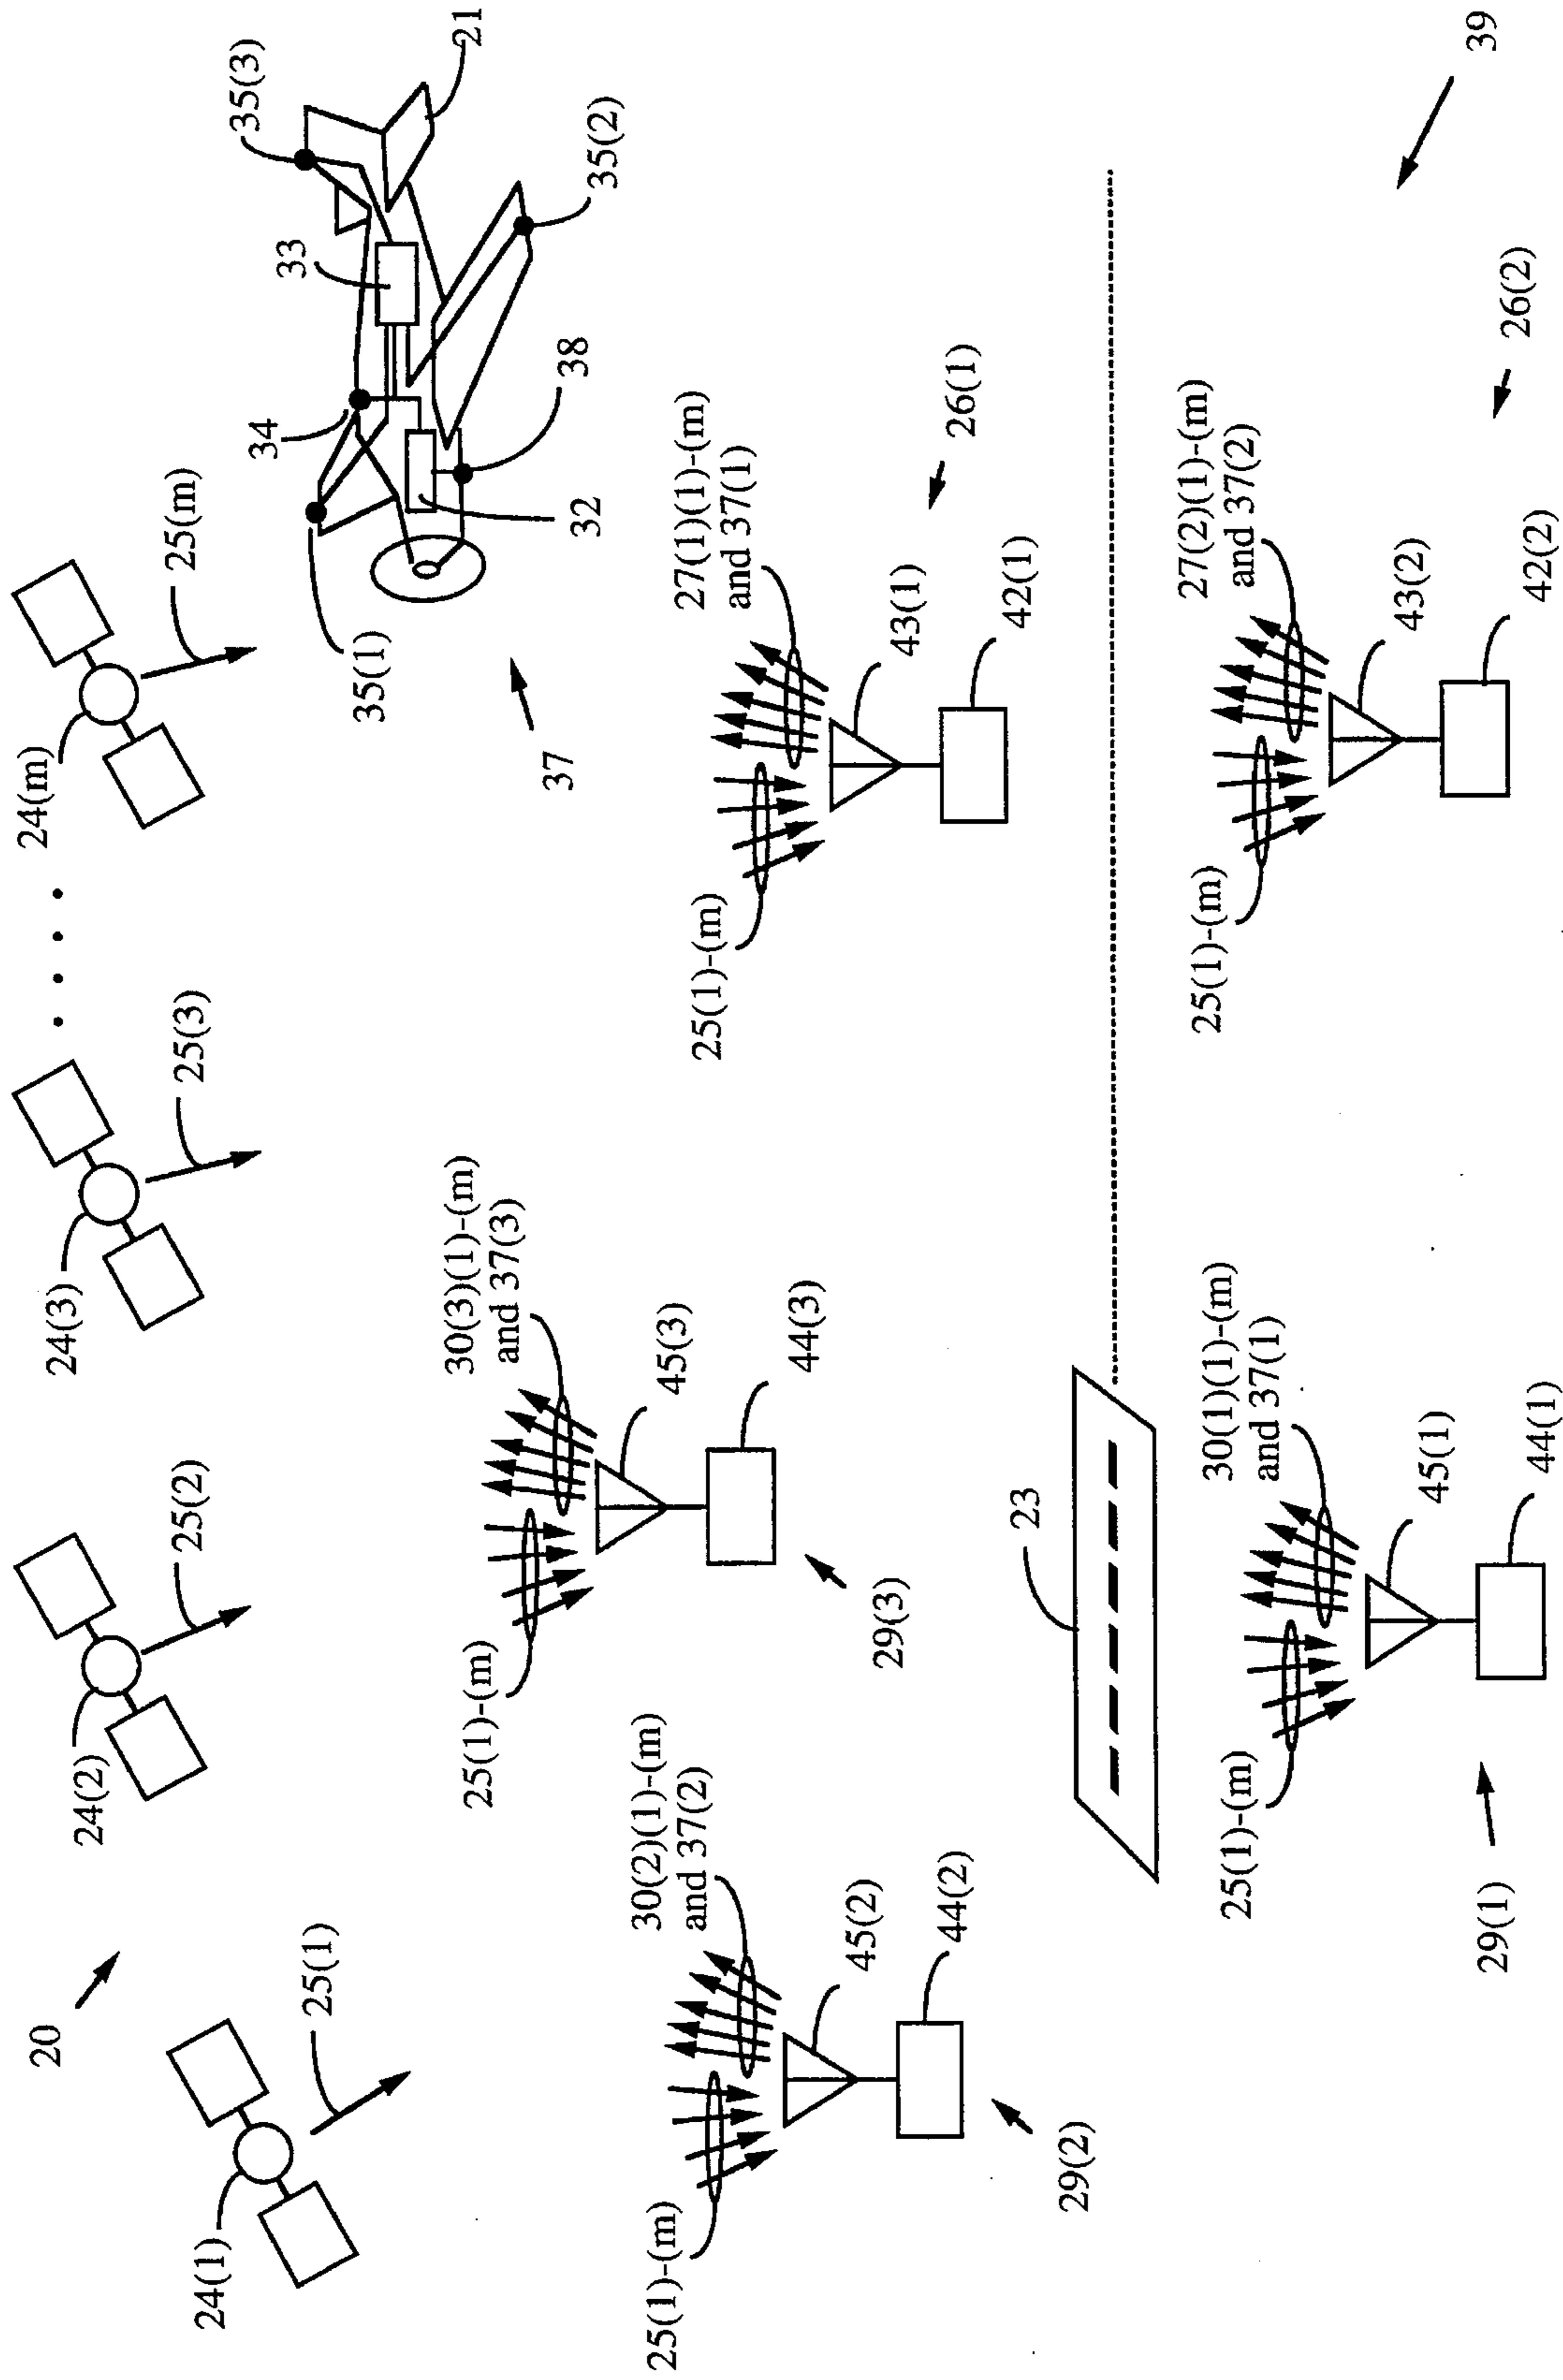 20
24(1)
25(1)
24(2)
25(2)
24(3)
25(3)
24(m)
25(m)
35(1)
34
33
35(3)
21
35(2)
38
32
37
25(1)-(m)
30(2)(1)-(m)
and 37(2)
45(2)
44(2)
29(2)
25(1)-(m)
30(3)(1)-(m)
and 37(3)
45(3)
44(3)
29(3)
25(1)-(m)
27(1)(1)-(m)
and 37(1)
43(1)
42(1)
26(1)
23
25(1)-(m)
30(1)(1)-(m)
and 37(1)
45(1)
44(1)
29(1)
25(1)-(m)
27(2)(1)-(m)
and 37(2)
43(2)
42(2)
26(2)
39